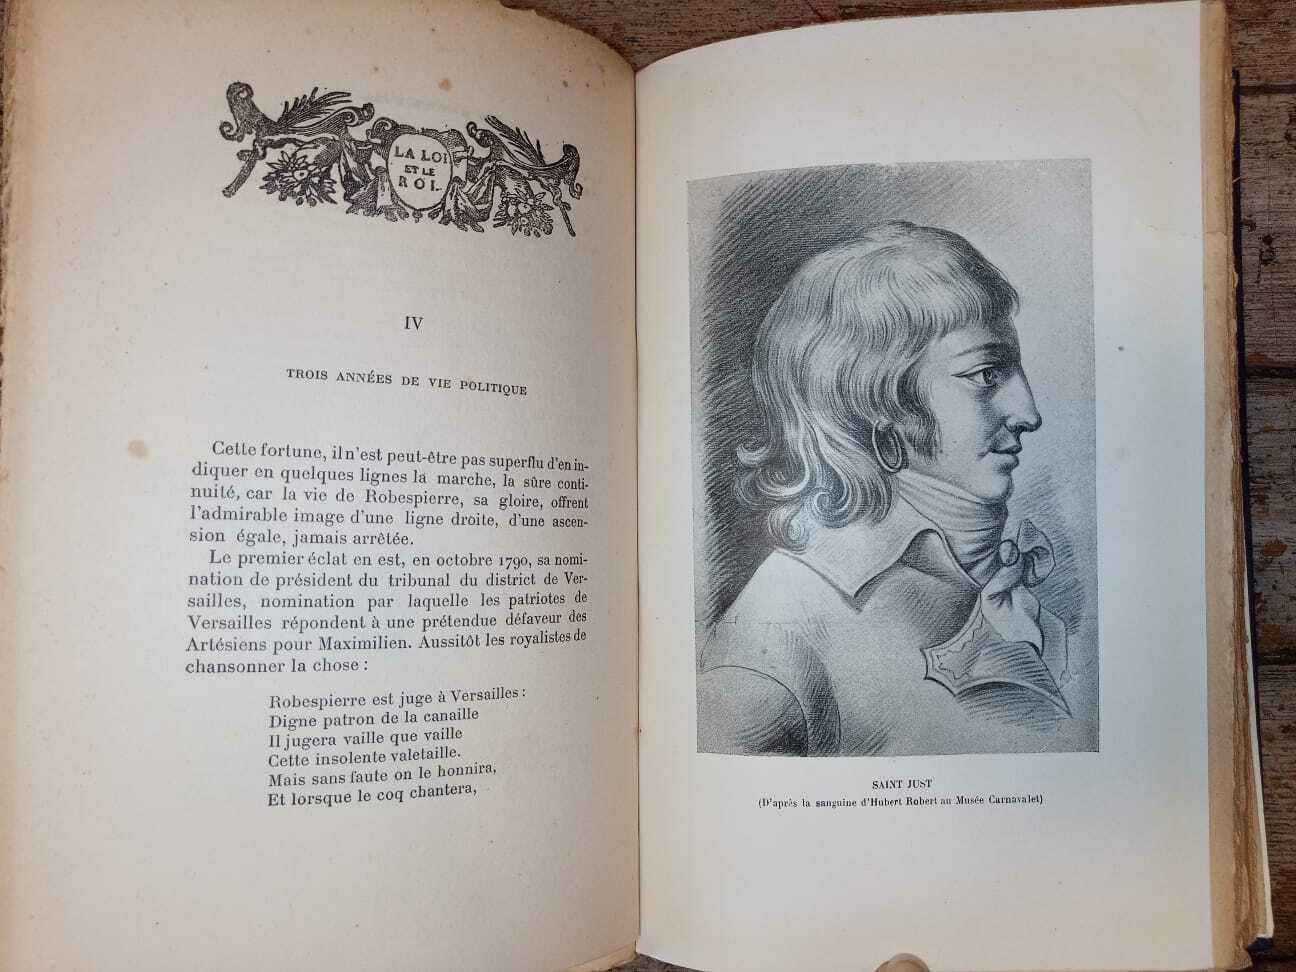 LA LOI
ET LE
ROI.
IV
TROIS ANNÉES DE VIE POLITIQUE
Cette fortune, il n'est peut-être pas superflu d'en in-
diquer en quelques lignes la marche, la sûre conti-
nuité, car la vie de Robespierre, sa gloire, offrent
l'admirable image d'une ligne droite, d'une ascen-
sion égale, jamais arrêtée.
Le premier éclat en est, en octobre 1790, sa nomi-
nation de président du tribunal du district de Ver-
sailles, nomination par laquelle les patriotes de
Versailles répondent à une prétendue défaveur des
Artésiens pour Maximilien. Aussitôt les royalistes de
chansonner la chose :
Robespierre est juge à Versailles :
Digne patron de la canaille
Il jugera vaille que vaille
Cette insolente valetaille.
Mais sans faute on le honnira,
Et lorsque le coq chantera,
SAINT JUST
(D'après la sanguine d'Hubert Robert au Musée Carnavalet)